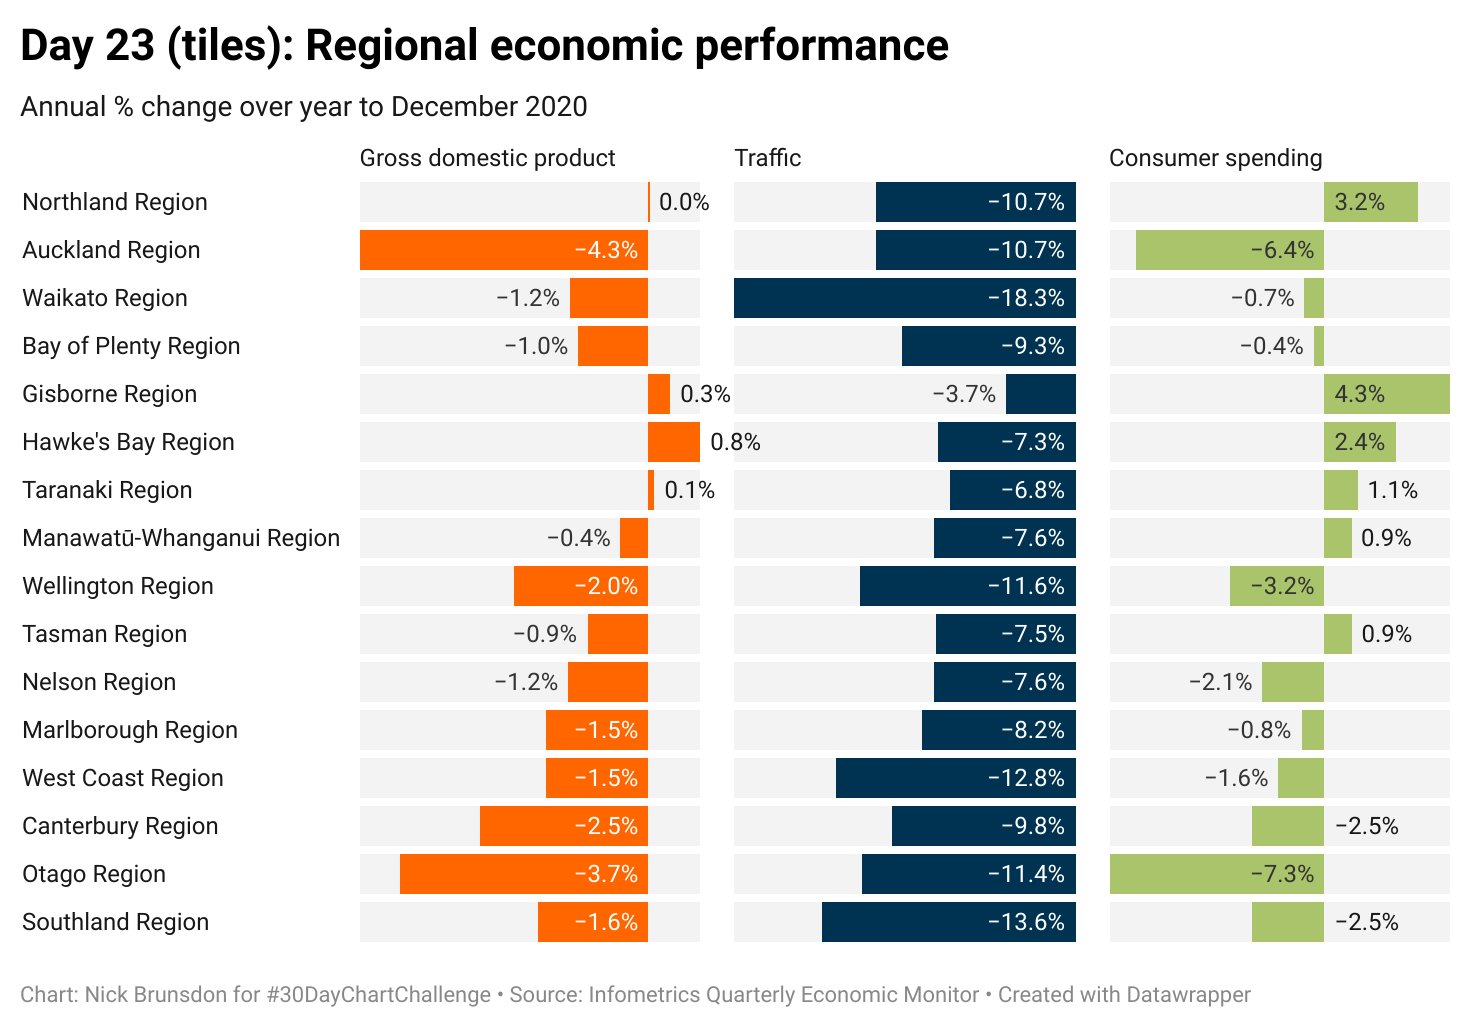 Day 23 (tiles): Regional economic performance
Annual % change over year to December 2020
Gross domestic product Traffic Consumer spending
Northland Region 0.0% −10.7% 3.2%
Auckland Region −4.3% −10.7% −6.4%
Waikato Region −1.2% −18.3% −0.7%
Bay of Plenty Region −1.0% −9.3% −0.4%
Gisborne Region 0.3% −3.7% 4.3%
Hawke's Bay Region 0.8% −7.3% 2.4%
Taranaki Region 0.1% −6.8% 1.1%
Manawatū-Whanganui Region −0.4% −7.6% 0.9%
Wellington Region −2.0% −11.6% −3.2%
Tasman Region −0.9% −7.5% 0.9%
Nelson Region −1.2% −7.6% −2.1%
Marlborough Region −1.5% −8.2% −0.8%
West Coast Region −1.5% −12.8% −1.6%
Canterbury Region −2.5% −9.8% −2.5%
Otago Region −3.7% −11.4% −7.3%
Southland Region −1.6% −13.6% −2.5%
Chart: Nick Brunsdon for #30DayChartChallenge • Source: Infometrics Quarterly Economic Monitor • Created with Datawrapper